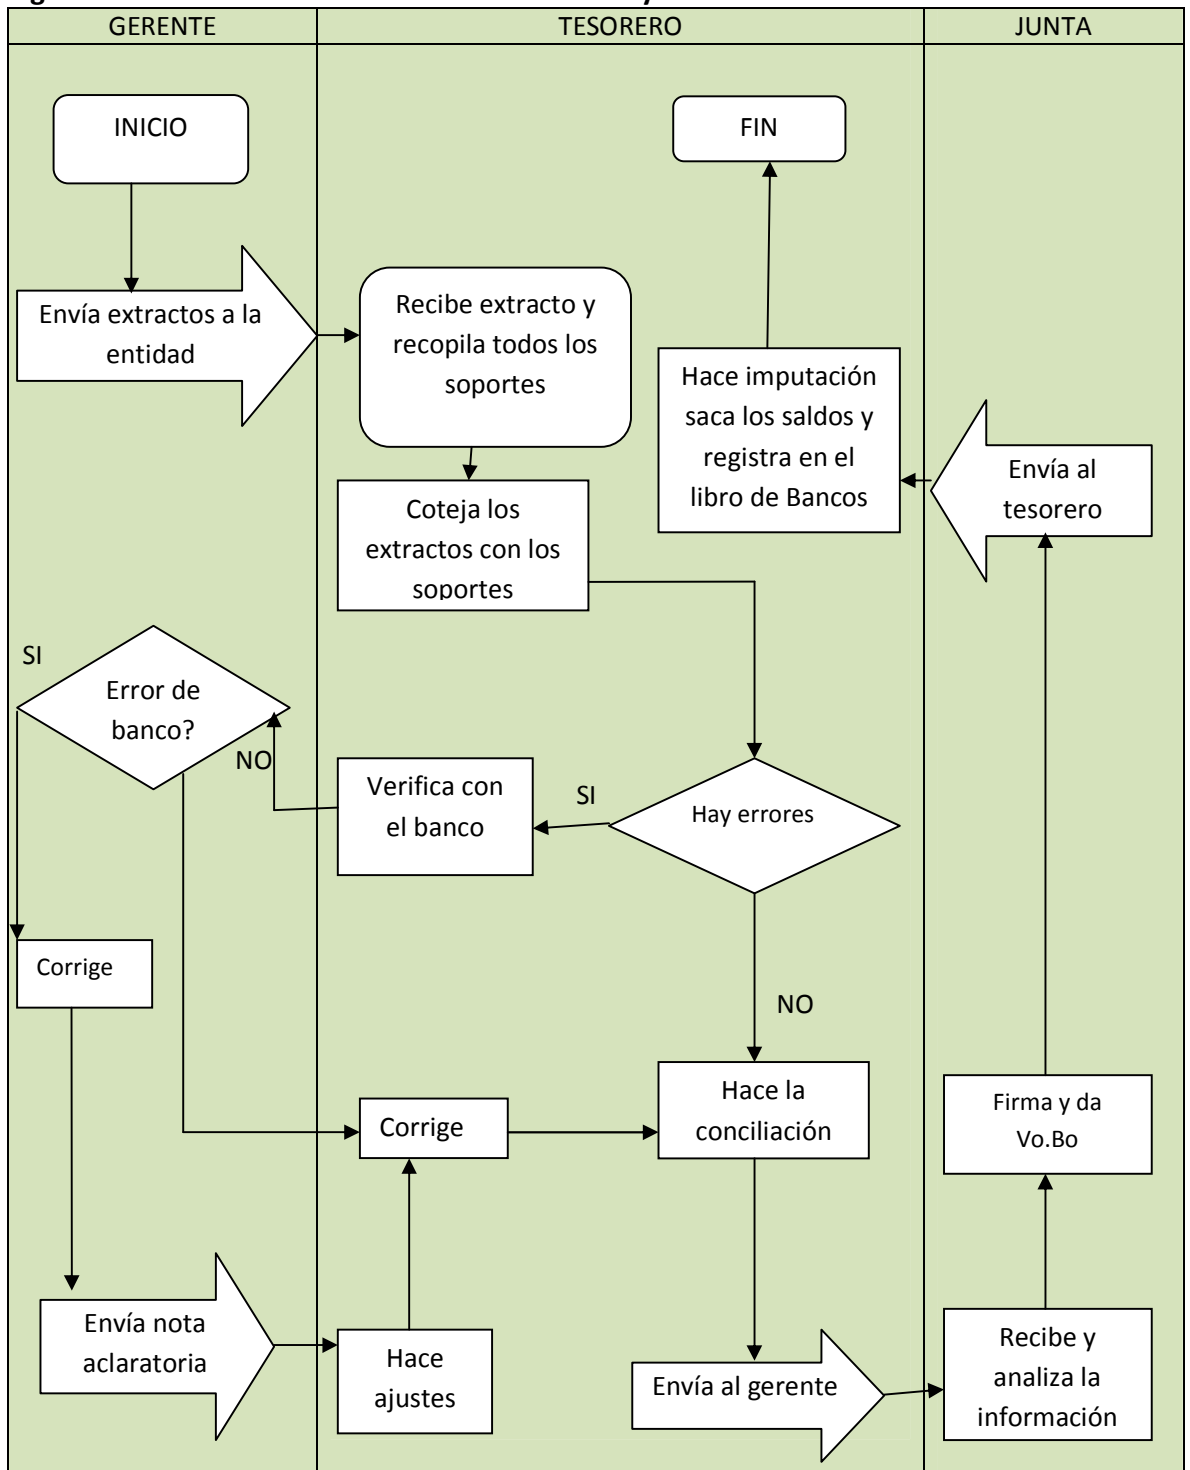 GERENTE
TESORERO
JUNTA
INICIO
FIN
Envía extractos a la
entidad
Recibe extracto y
recopila todos los
soportes
Hace imputación
saca los saldos y
registra en el
libro de Bancos
Envía al
tesorero
Coteja los
extractos con los
soportes
SI
Error de
banco?
NO
Verifica con
el banco
SI
Hay errores
Corrige
NO
Corrige
Hace la
conciliación
Firma y da
Vo.Bo
Envía nota
aclaratoria
Hace
ajustes
Envía al gerente
Recibe y
analiza la
información